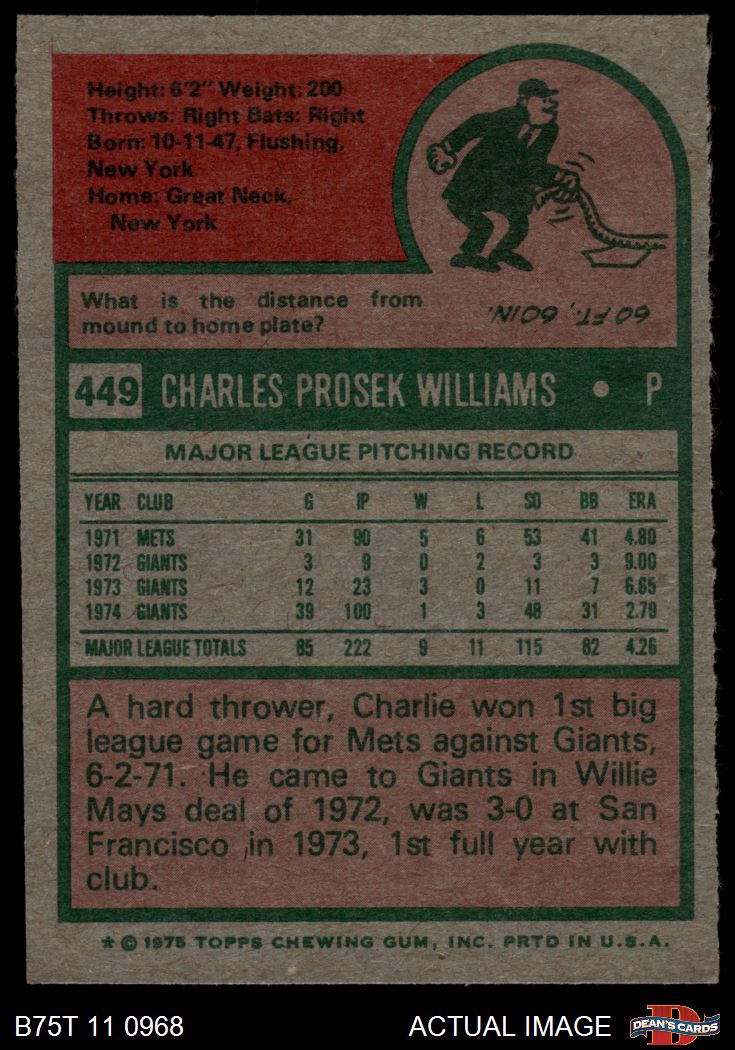 Height: 6'2" Weight: 200
Throws: Right Bats: Right
Born: 10-11-47, Flushing,
New York
Home: Great Neck,
New York
What is the distance from
mound to home plate?
60 FT., 6 IN.
449 CHARLES PROSEK WILLIAMS • P
MAJOR LEAGUE PITCHING RECORD
YEAR CLUB G IP W L SO BB ERA
1971 METS 31 90 5 6 53 41 4.80
1972 GIANTS 3 9 0 2 3 3 9.00
1973 GIANTS 12 23 3 0 11 7 6.65
1974 GIANTS 39 100 1 3 48 31 2.79
MAJOR LEAGUE TOTALS 85 222 9 11 115 82 4.26
A hard thrower, Charlie won 1st big
league game for Mets against Giants,
6-2-71. He came to Giants in Willie
Mays deal of 1972, was 3-0 at San
Francisco in 1973, 1st full year with
club.
* © 1975 TOPPS CHEWING GUM, INC. PRTD IN U.S.A.
B75T 11 0968 ACTUAL IMAGE D DEAN'S CARDS